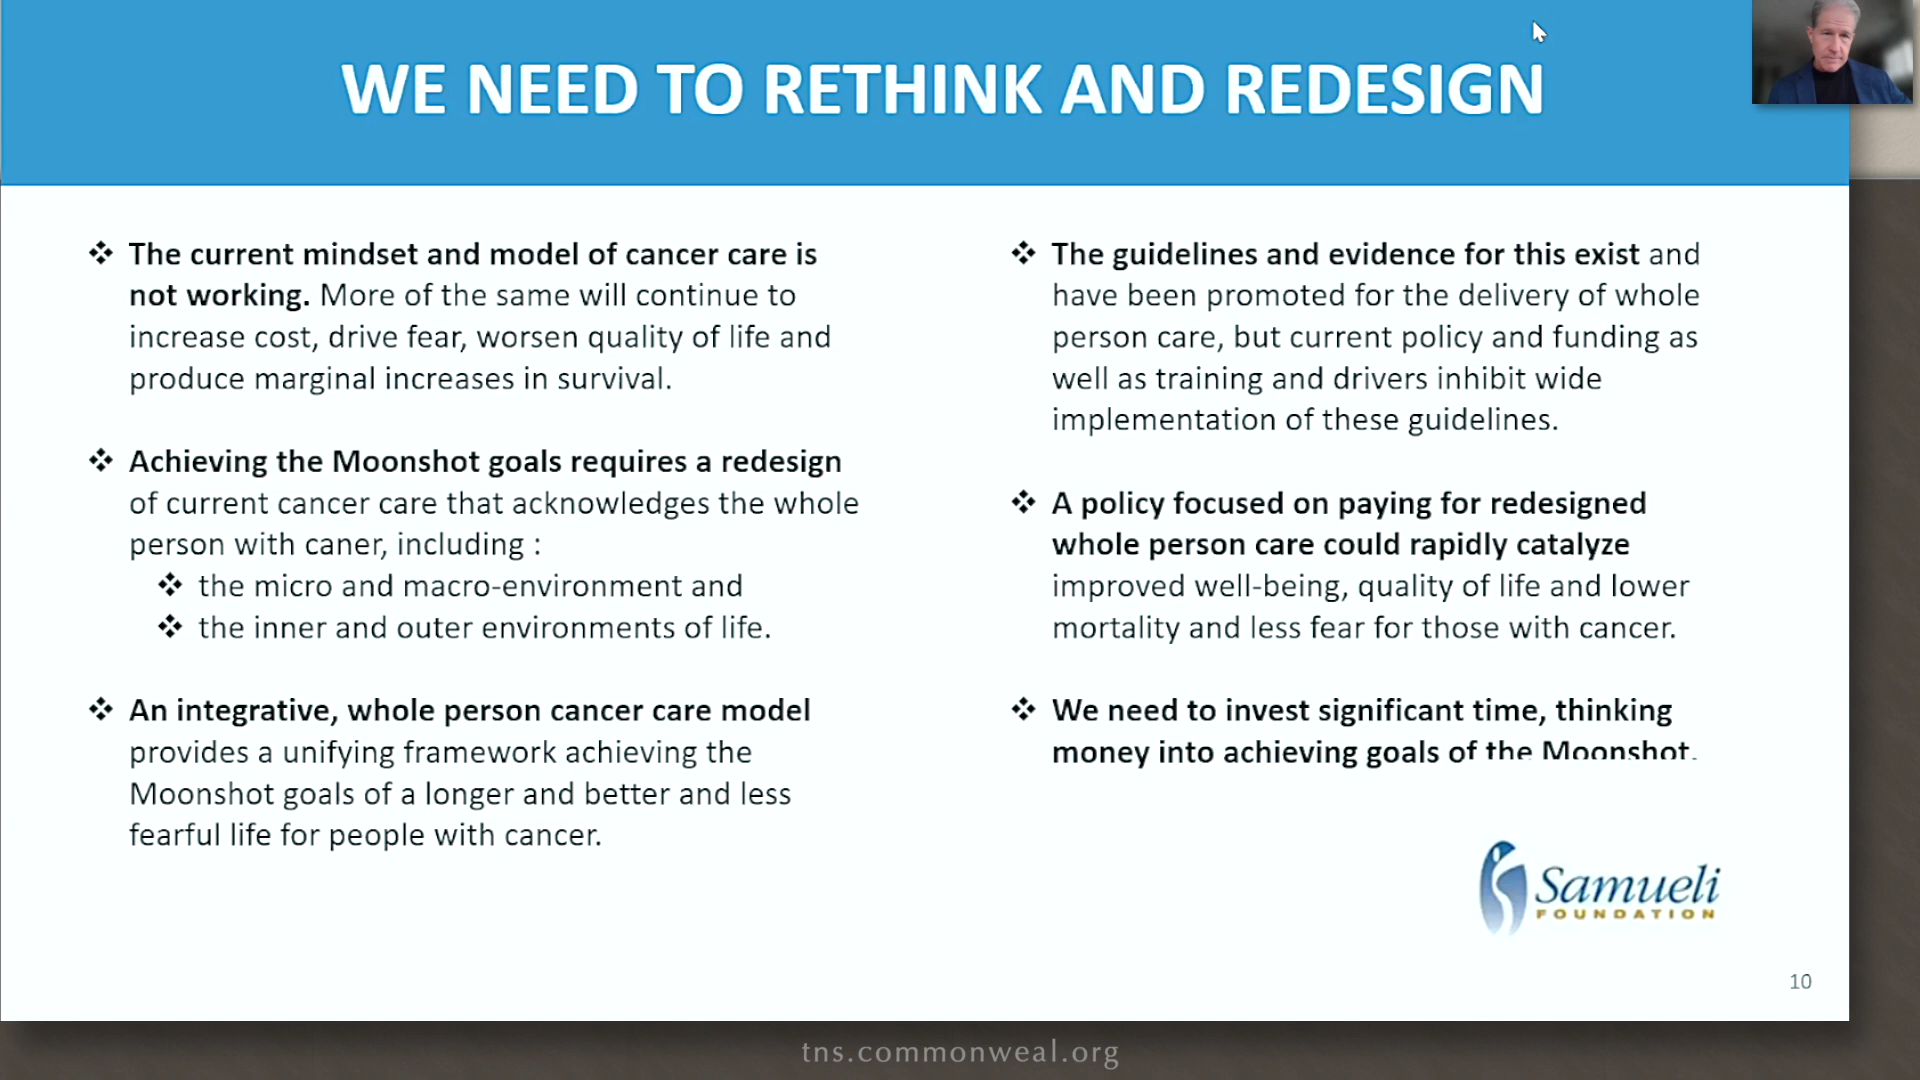 WE NEED TO RETHINK AND REDESIGN
The current mindset and model of cancer care is
not working. More of the same will continue to
increase cost, drive fear, worsen quality of life and
produce marginal increases in survival.
Achieving the Moonshot goals requires a redesign
of current cancer care that acknowledges the whole
person with caner, including :
the micro and macro-environment and
the inner and outer environments of life.
An integrative, whole person cancer care model
provides a unifying framework achieving the
Moonshot goals of a longer and better and less
fearful life for people with cancer.
The guidelines and evidence for this exist and
have been promoted for the delivery of whole
person care, but current policy and funding as
well as training and drivers inhibit wide
implementation of these guidelines.
A policy focused on paying for redesigned
whole person care could rapidly catalyze
improved well-being, quality of life and lower
mortality and less fear for those with cancer.
We need to invest significant time, thinking
money into achieving goals of the Moonshot.
Samueli
FOUNDATION
10
tns.commonweal.org